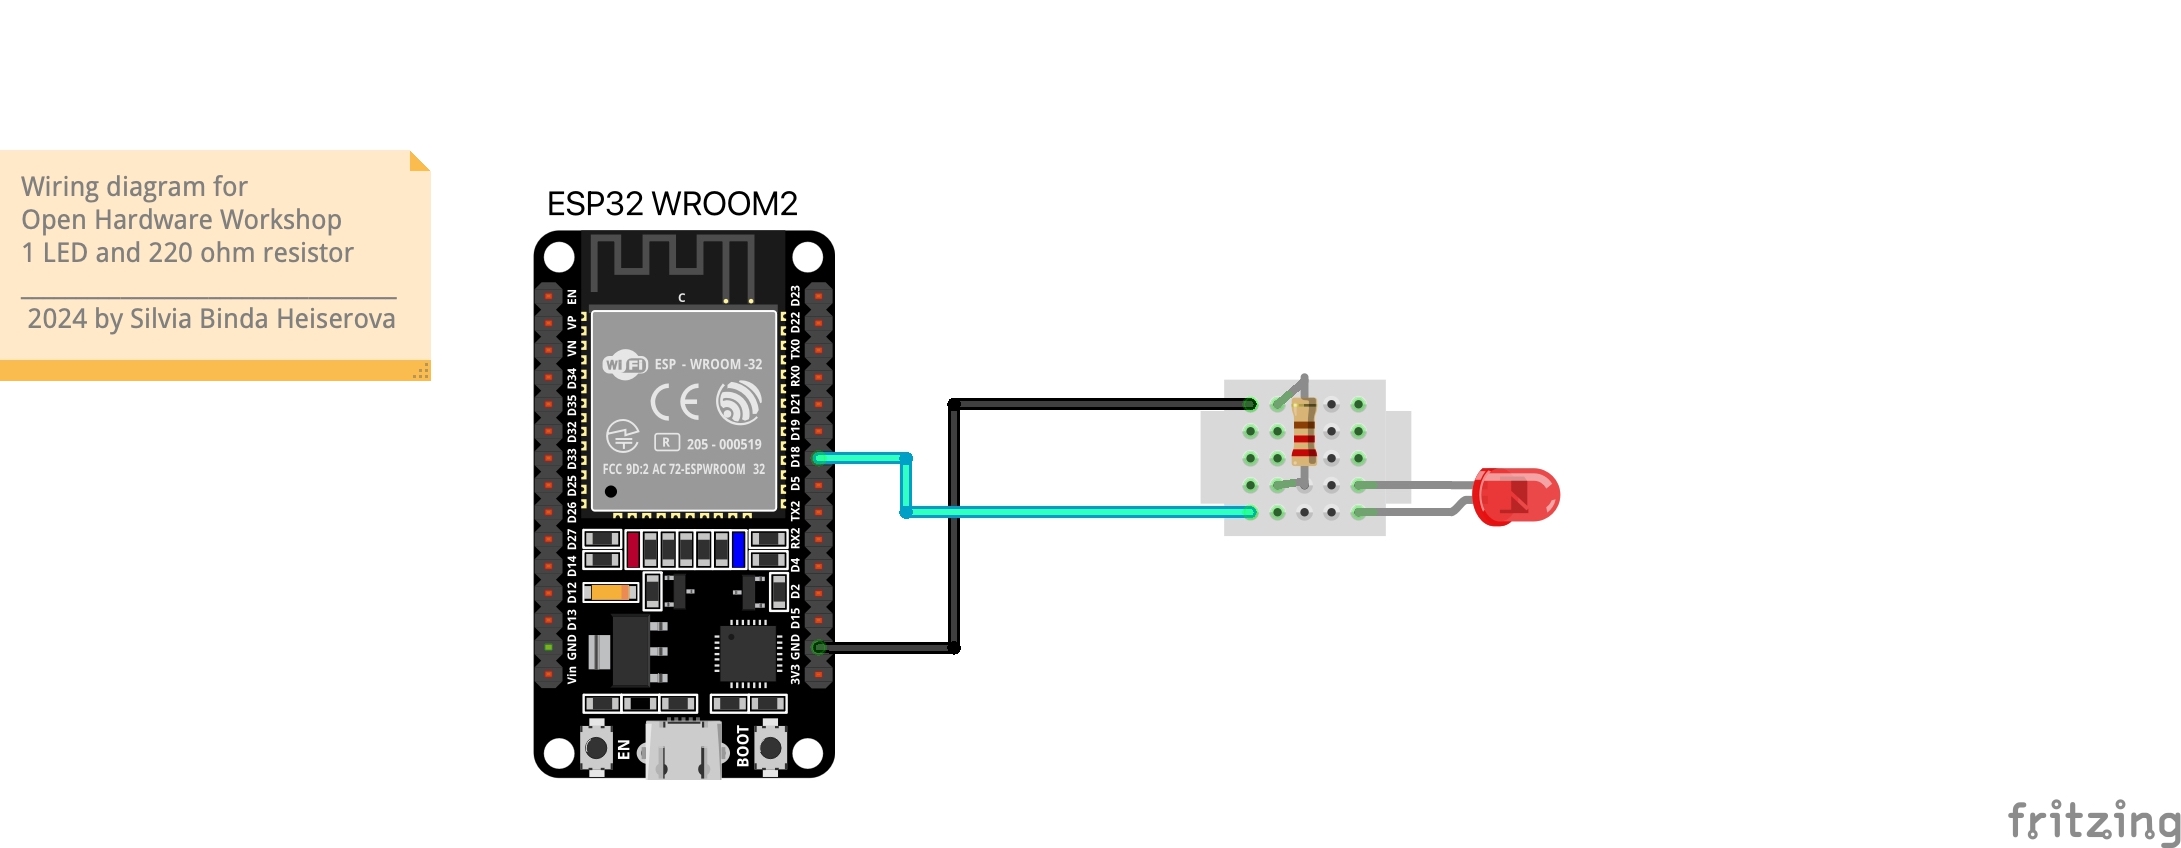 Wiring diagram for
Open Hardware Workshop
1 LED and 220 ohm resistor
2024 by Silvia Binda Heiserova
ESP32 WROOM2
C
EN
VP
VN
D34
D35
D32
D33
D25
D26
D27
D14
D12
D13
GND
Vin
WiFi
ESP - WROOM -32
CE
R
205 - 000519
FCC 9D:2 AC 72-ESPWROOM 32
D23
D22
TX0
RX0
D21
D19
D18
D5
TX2
RX2
D4
D2
D15
GND
3V3
EN
BOOT
fritzing